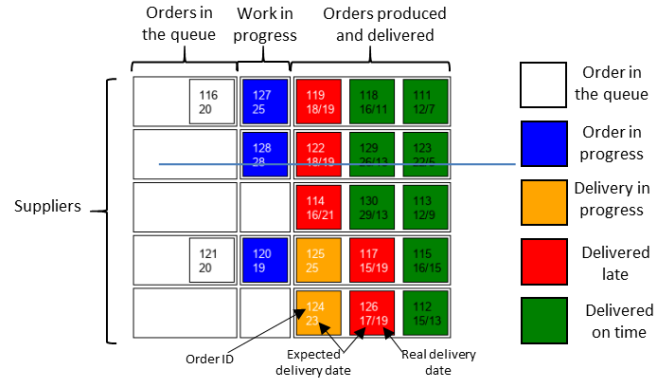 Orders in
the queue
Work in
progress
Orders produced
and delivered
116
20
127
25
119
18/19
118
16/11
111
12/7
128
28
122
18/19
129
26/13
123
22/5
114
16/21
130
29/13
113
12/9
121
20
120
19
125
25
117
15/19
115
16/15
124
23
126
17/19
112
15/13
Suppliers
Order ID
Expected
delivery date
Real delivery
date
Order in
the queue
Order in
progress
Delivery in
progress
Delivered
late
Delivered
on time